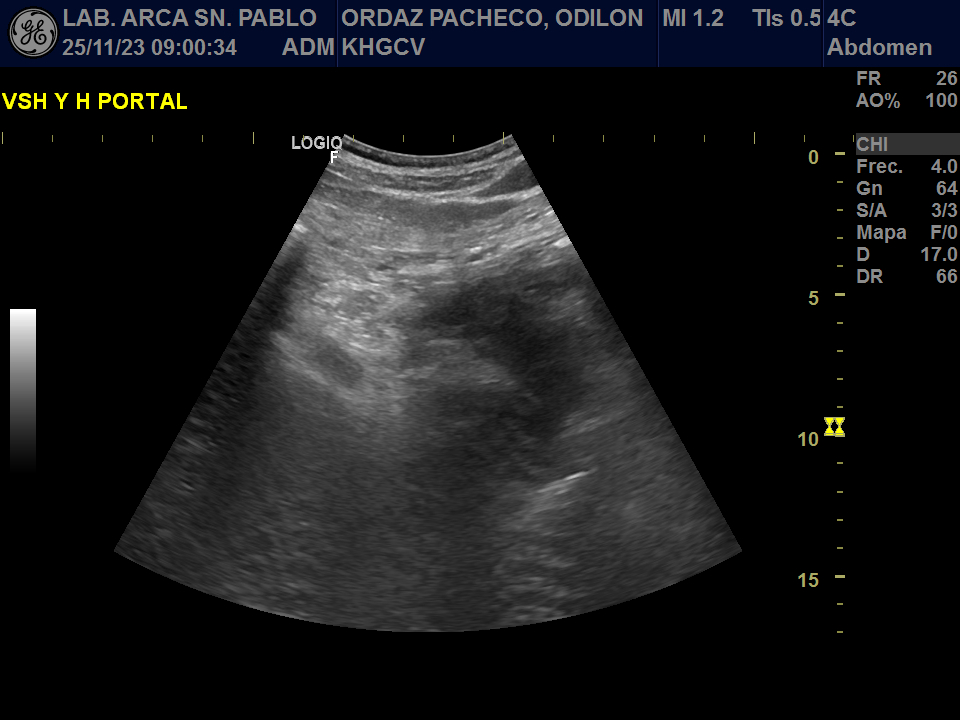 LAB. ARCA SN. PABLO
25/11/23 09:00:34 ADM
ORDAZ PACHECO, ODILON
KHGCV
MI 1.2 TIs 0.5
4C
Abdomen
VSH Y H PORTAL
FR 26
AO% 100
CHI
Frec. 4.0
Gn 64
S/A 3/3
Mapa F/0
D 17.0
DR 66
LOGIQ
F
0
5
10
15